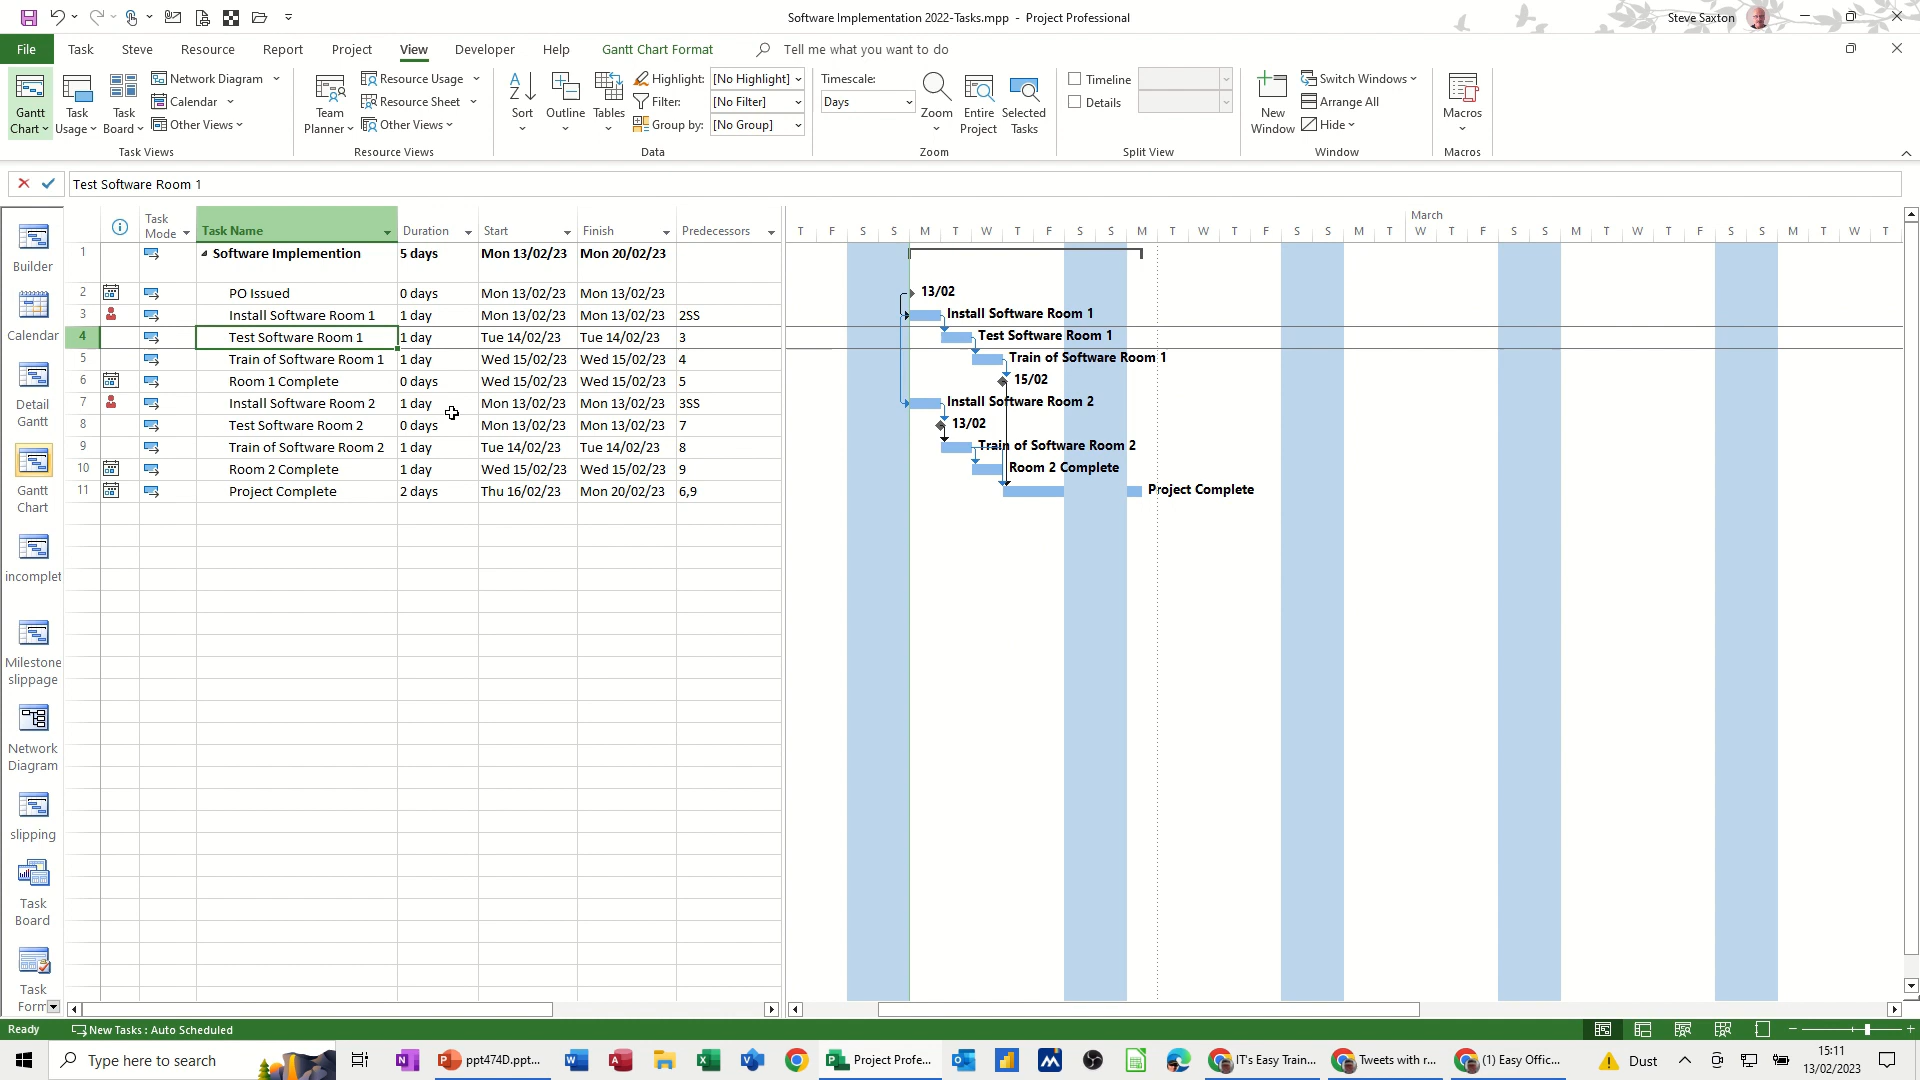 Software Implementation 2022-Tasks.mpp - Project Professional
Steve Saxton
File Task Steve Resource Report Project View Developer Help Gantt Chart Format Tell me what you want to do
Gantt Chart
Task Usage
Task Board
Network Diagram
Calendar
Other Views
Task Views
Team Planner
Resource Usage
Resource Sheet
Other Views
Resource Views
Sort
Outline
Tables
Highlight: [No Highlight]
Filter: [No Filter]
Group by: [No Group]
Data
Timescale:
Days
Zoom
Entire Project
Selected Tasks
Zoom
Timeline
Details
Split View
New Window
Switch Windows
Arrange All
Hide
Window
Macros
Macros
Test Software Room 1
Task Mode Task Name Duration Start Finish Predecessors
1 Software Implemention 5 days Mon 13/02/23 Mon 20/02/23
2 PO Issued 0 days Mon 13/02/23 Mon 13/02/23
3 Install Software Room 1 1 day Mon 13/02/23 Mon 13/02/23 2SS
4 Test Software Room 1 1 day Tue 14/02/23 Tue 14/02/23 3
5 Train of Software Room 1 1 day Wed 15/02/23 Wed 15/02/23 4
6 Room 1 Complete 0 days Wed 15/02/23 Wed 15/02/23 5
7 Install Software Room 2 1 day Mon 13/02/23 Mon 13/02/23 3SS
8 Test Software Room 2 0 days Mon 13/02/23 Mon 13/02/23 7
9 Train of Software Room 2 1 day Tue 14/02/23 Tue 14/02/23 8
10 Room 2 Complete 1 day Wed 15/02/23 Wed 15/02/23 9
11 Project Complete 2 days Thu 16/02/23 Mon 20/02/23 6,9
March
T F S S M T W T F S S M T W T F S S M T W T F S S M T W T F S S M T W T
13/02
Install Software Room 1
Test Software Room 1
Train of Software Room 1
15/02
Install Software Room 2
13/02
Train of Software Room 2
Room 2 Complete
Project Complete
Builder
Calendar
Detail Gantt
Gantt Chart
incomplet
Milestone slippage
Network Diagram
slipping
Task Board
Task Form
Ready New Tasks : Auto Scheduled
Type here to search
ppt474D.ppt...
Project Profe...
IT's Easy Train...
Tweets with r...
(1) Easy Offic...
Dust
15:11
13/02/2023